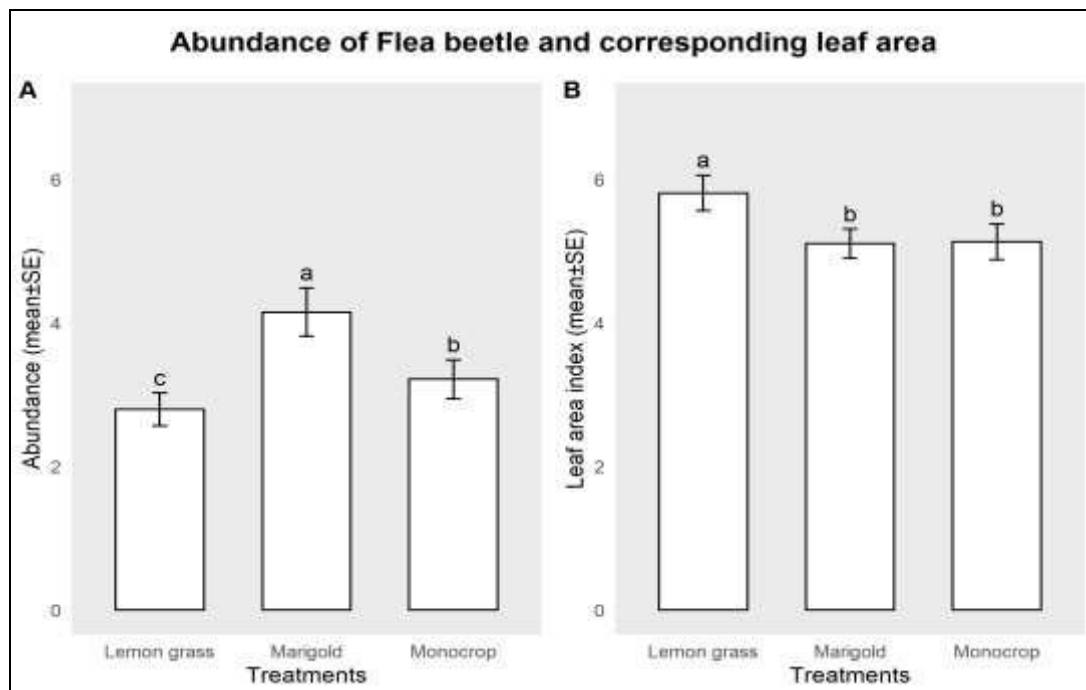 Abundance of Flea beetle and corresponding leaf area
A
Abundance (mean±SE)
6
4
2
0
c
a
b
Lemon grass Marigold Monocrop
Treatments
B
Leaf area index (mean±SE)
6
4
2
0
a
b
b
Lemon grass Marigold Monocrop
Treatments